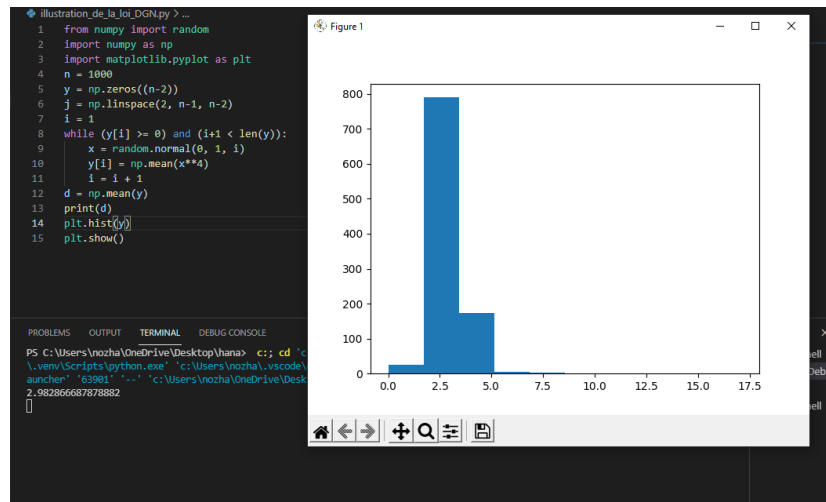 illustration_de_la_loi_DGN.py > ...
1 from numpy import random
2 import numpy as np
3 import matplotlib.pyplot as plt
4 n = 1000
5 y = np.zeros((n-2))
6 j = np.linspace(2, n-1, n-2)
7 i = 1
8 while (y[i] >= 0) and (i+1 < len(y)):
9 x = random.normal(0, 1, i)
10 y[i] = np.mean(x**4)
11 i = i + 1
12 d = np.mean(y)
13 print(d)
14 plt.hist(y)
15 plt.show()
Figure 1
800
700
600
500
400
300
200
100
0
0.0 2.5 5.0 7.5 10.0 12.5 15.0 17.5
PROBLEMS OUTPUT TERMINAL DEBUG CONSOLE
PS C:\Users\nozha\OneDrive\Desktop\hana> c:; cd 'c
\.venv\Scripts\python.exe' 'c:\Users\nozha\.vscode\
auncher' '63901' '--' 'c:\Users\nozha\OneDrive\Desk
2.982866687878882
ell
Deb
ell